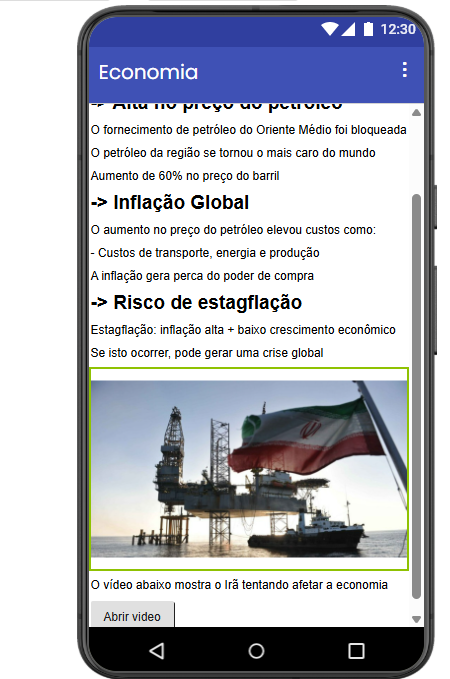 12:30
Economia
-> Alta no preço do petróleo
O fornecimento de petróleo do Oriente Médio foi bloqueada
O petróleo da região se tornou o mais caro do mundo
Aumento de 60% no preço do barril
-> Inflação Global
O aumento no preço do petróleo elevou custos como:
- Custos de transporte, energia e produção
A inflação gera perca do poder de compra
-> Risco de estagflação
Estagflação: inflação alta + baixo crescimento econômico
Se isto ocorrer, pode gerar uma crise global
O vídeo abaixo mostra o Irã tentando afetar a economia
Abrir video